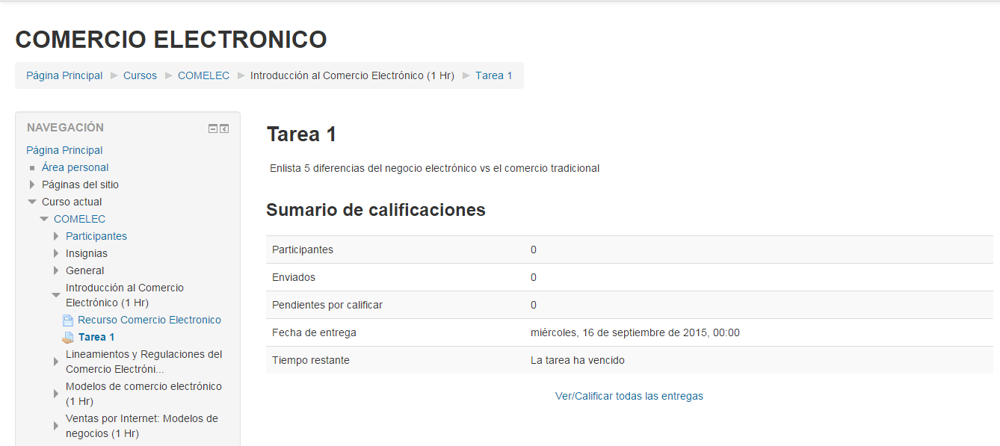 COMERCIO ELECTRONICO
Página Principal Cursos COMELEC Introducción al Comercio Electrónico (1 Hr) Tarea 1
NAVEGACIÓN
Página Principal
Área personal
Páginas del sitio
Curso actual
COMELEC
Participantes
Insignias
General
Introducción al Comercio
Electrónico (1 Hr)
Recurso Comercio Electronico
Tarea 1
Lineamientos y Regulaciones del
Comercio Electróni...
Modelos de comercio electrónico
(1 Hr)
Ventas por Internet: Modelos de
negocios (1 Hr)
Tarea 1
Enlista 5 diferencias del negocio electrónico vs el comercio tradicional
Sumario de calificaciones
Participantes 0
Enviados 0
Pendientes por calificar 0
Fecha de entrega miércoles, 16 de septiembre de 2015, 00:00
Tiempo restante La tarea ha vencido
Ver/Calificar todas las entregas